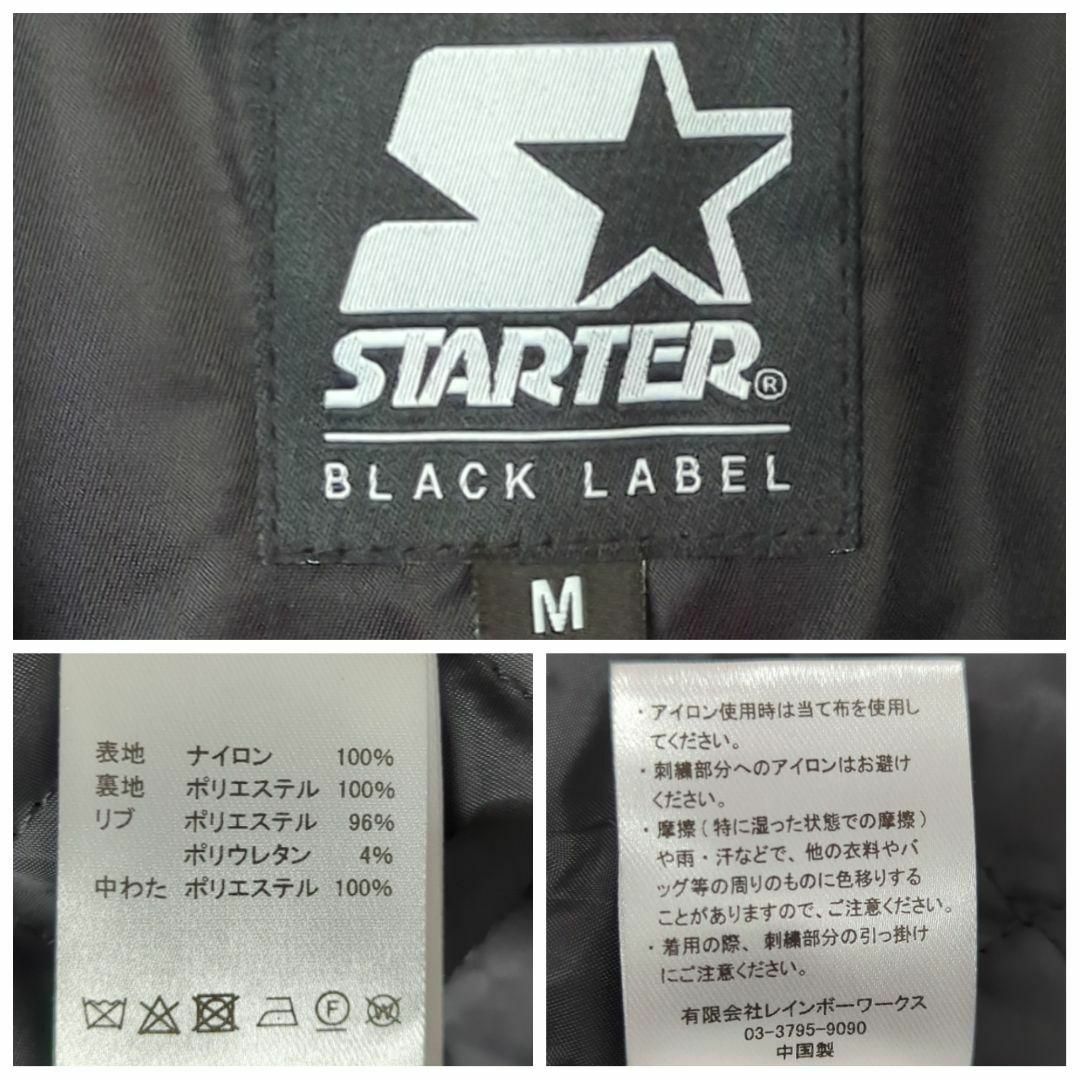 STARTER®
BLACK LABEL
M
表地 ナイロン 100%
裏地 ポリエステル 100%
リブ ポリエステル 96%
ポリウレタン 4%
中わた ポリエステル 100%
F
W
・アイロン使用時は当て布を使用し
てください。
・刺繍部分へのアイロンはお避け
ください。
・摩擦(特に湿った状態での摩擦)
や雨・汗などで、他の衣料やバ
ッグ等の周りのものに色移りする
ことがありますので、ご注意ください。
・着用の際、刺繍部分の引っ掛け
にご注意ください。
有限会社レインボーワークス
03-3795-9090
中国製